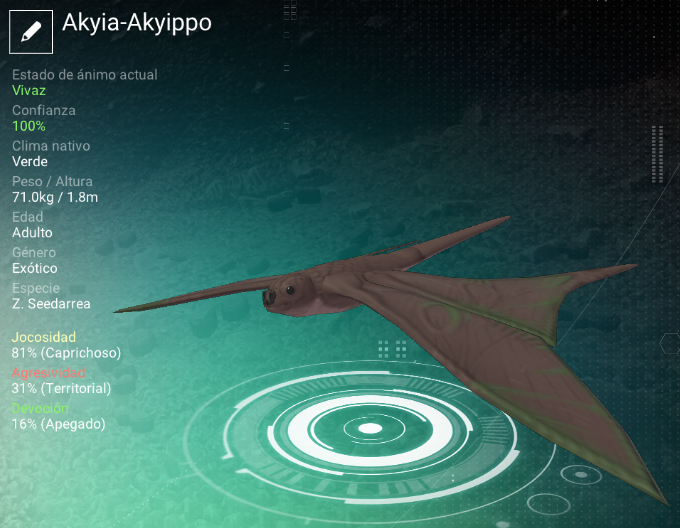 Akyia-Akyippo
Estado de ánimo actual
Vivaz
Confianza
100%
Clima nativo
Verde
Peso / Altura
71.0kg / 1.8m
Edad
Adulto
Género
Exótico
Especie
Z. Seedarrea
Jocosidad
81% (Caprichoso)
Agresividad
31% (Territorial)
Devoción
16% (Apegado)